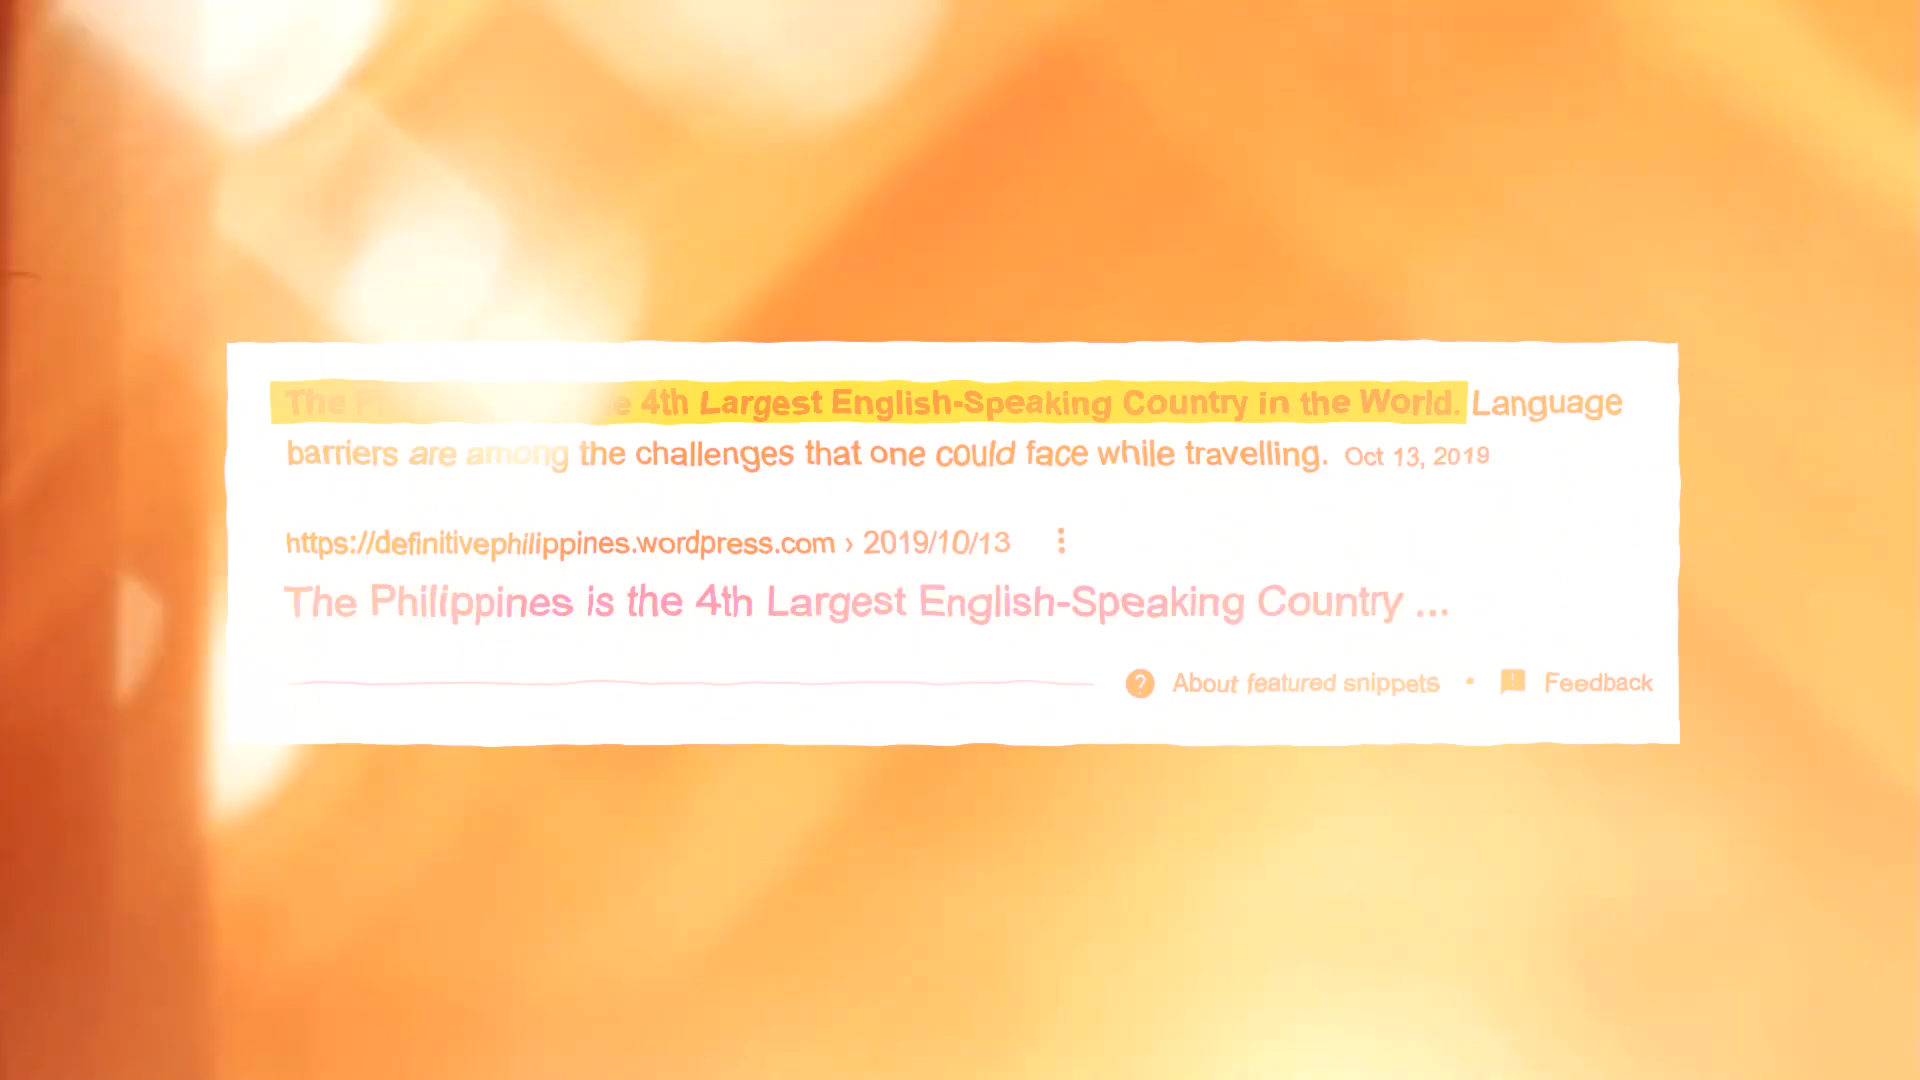 The 4th Largest English-Speaking Country in the World. Language
barriers are among the challenges that one could face while travelling. Oct 13, 2019
https://definitivephilippines.wordpress.com › 2019/10/13
The Philippines is the 4th Largest English-Speaking Country ...
About featured snippets • Feedback